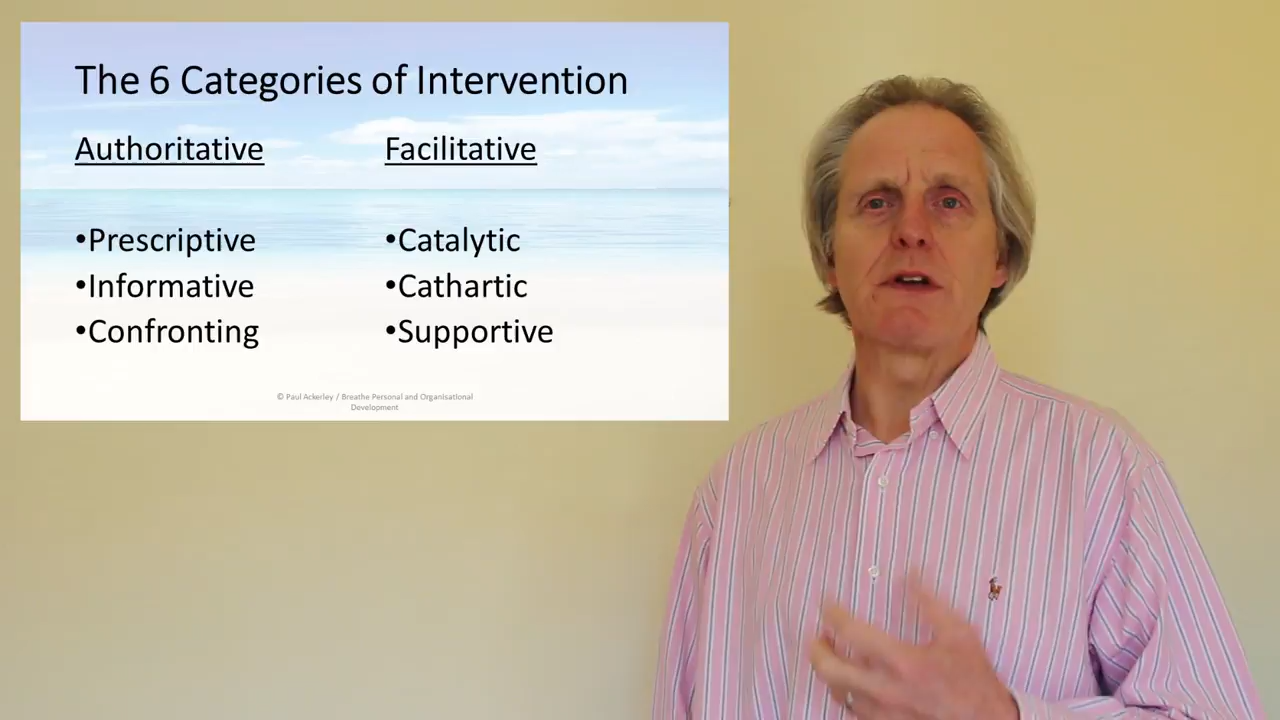 The 6 Categories of Intervention
Authoritative
Facilitative
•Prescriptive
•Catalytic
•Informative
•Cathartic
•Confronting
•Supportive
© Paul Ackerley / Breathe Personal and Organisational
Development